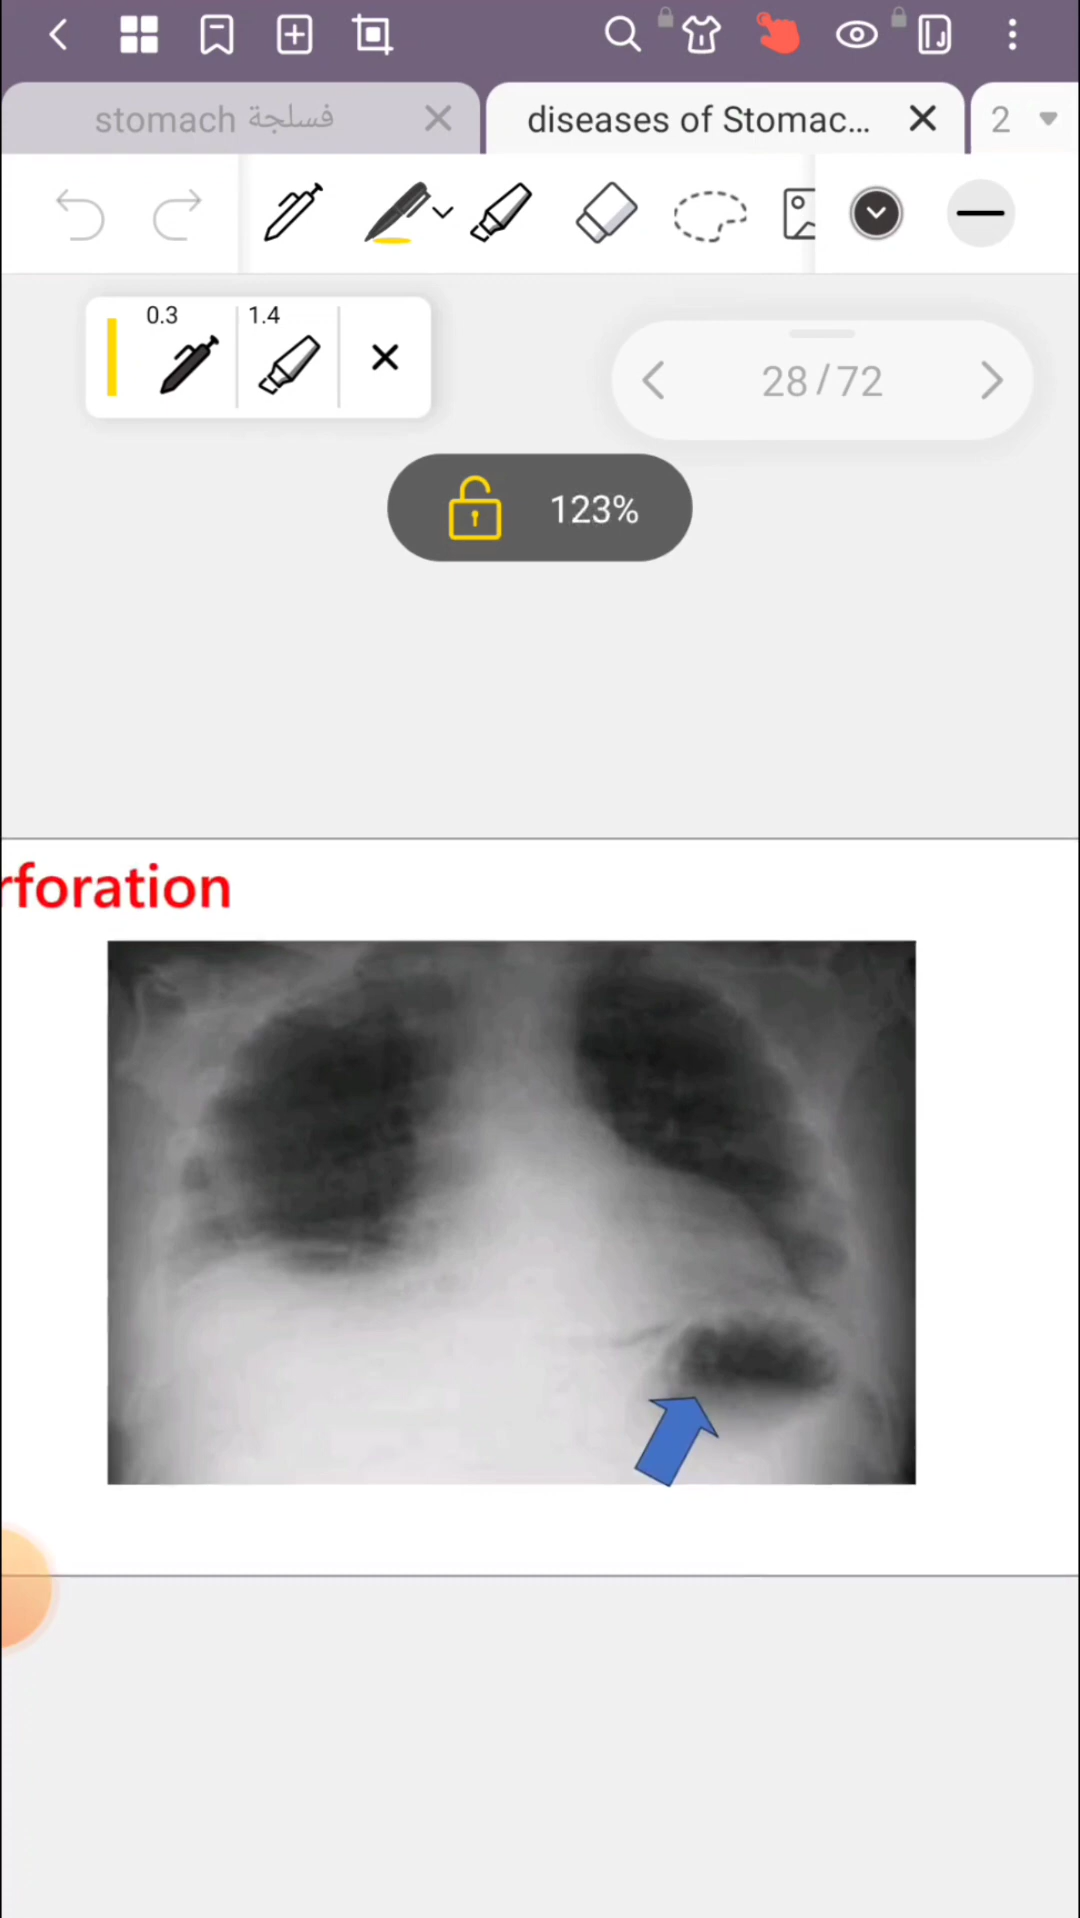 stomach فسلجة
diseases of Stomac...
2
0.3
1.4
28/72
123%
rforation